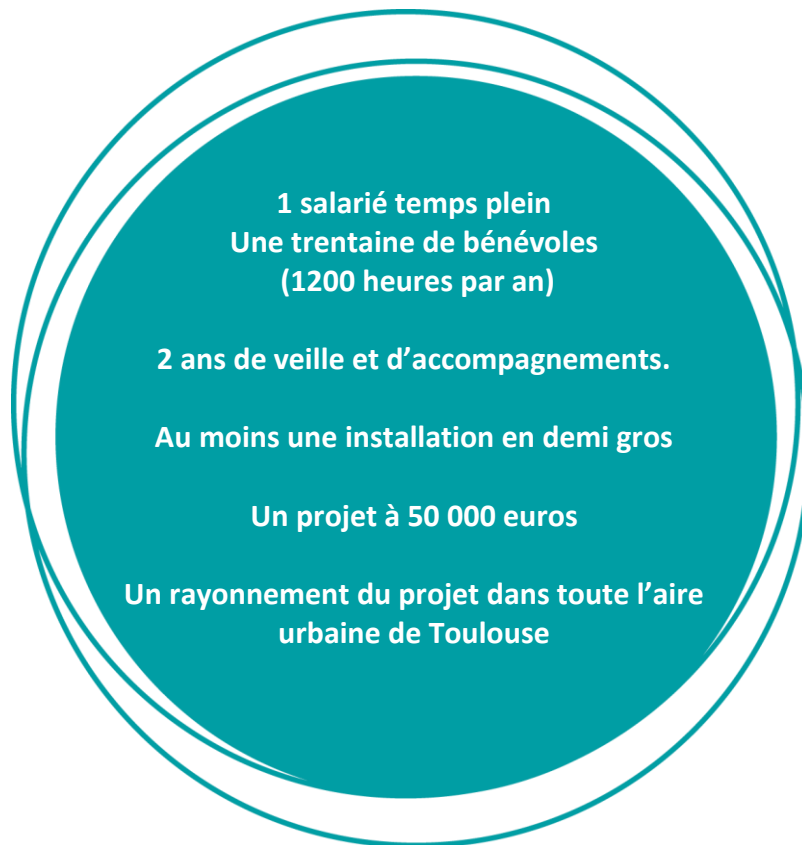 1 salarié temps plein
Une trentaine de bénévoles
(1200 heures par an)
2 ans de veille et d’accompagnements.
Au moins une installation en demi gros
Un projet à 50 000 euros
Un rayonnement du projet dans toute l’aire
urbaine de Toulouse